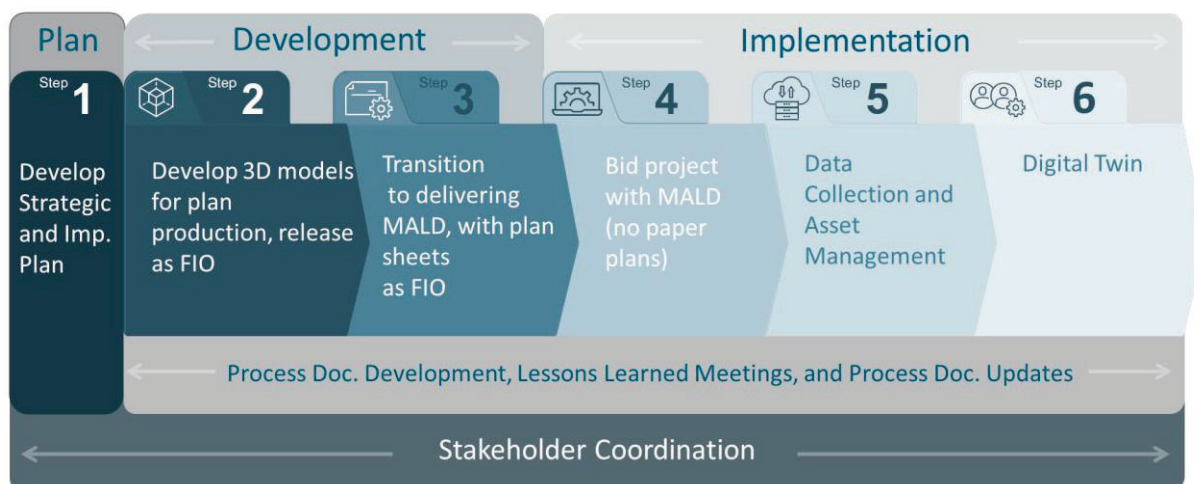 Plan
Development
Implementation
Step 1
Step 2
Step 3
Step 4
Step 5
Step 6
Develop
Strategic
and Imp.
Plan
Develop 3D models
for plan
production, release
as FIO
Transition
to delivering
MALD, with plan
sheets
as FIO
Bid project
with MALD
(no paper
plans)
Data
Collection and
Asset
Management
Digital Twin
Process Doc. Development, Lessons Learned Meetings, and Process Doc. Updates
Stakeholder Coordination